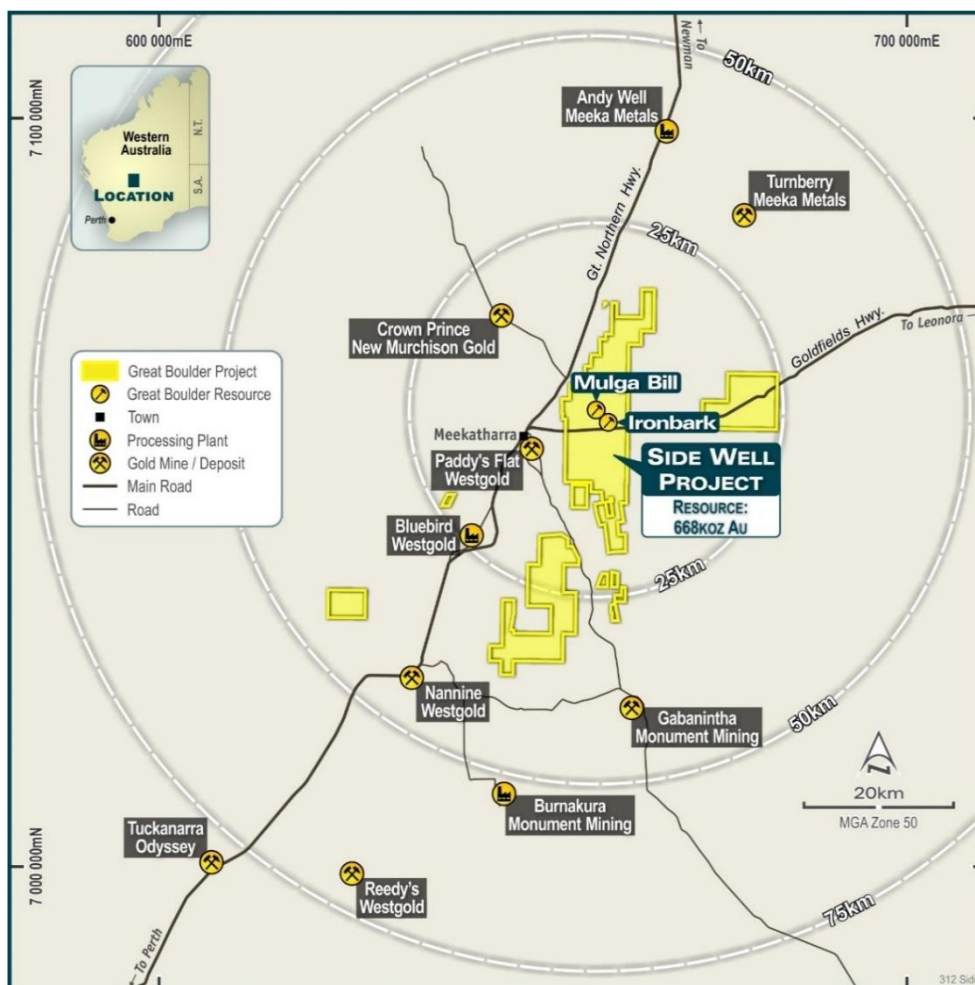 600 000mE
700 000mE
7 100 000mN
7 000 000mN
← To
Newman
50km
Andy Well
Meeka Metals
Turnberry
Meeka Metals
Western
Australia
N.T.
S.A.
LOCATION
Perth
25km
Gt. Northern Hwy.
Crown Prince
New Murchison Gold
Goldfields Hwy.
To Leonora →
Great Boulder Project
Great Boulder Resource
Town
Processing Plant
Gold Mine / Deposit
Main Road
Road
Mulga Bill
Ironbark
Meekatharra
Paddy's Flat
Westgold
SIDE WELL
PROJECT
RESOURCE:
668KOZ AU
Bluebird
Westgold
25km
Nannine
Westgold
Gabanintha
Monument Mining
50km
Burnakura
Monument Mining
20km
MGA Zone 50
Tuckanarra
Odyssey
Reedy's
Westgold
75km
← To Perth
312 Side